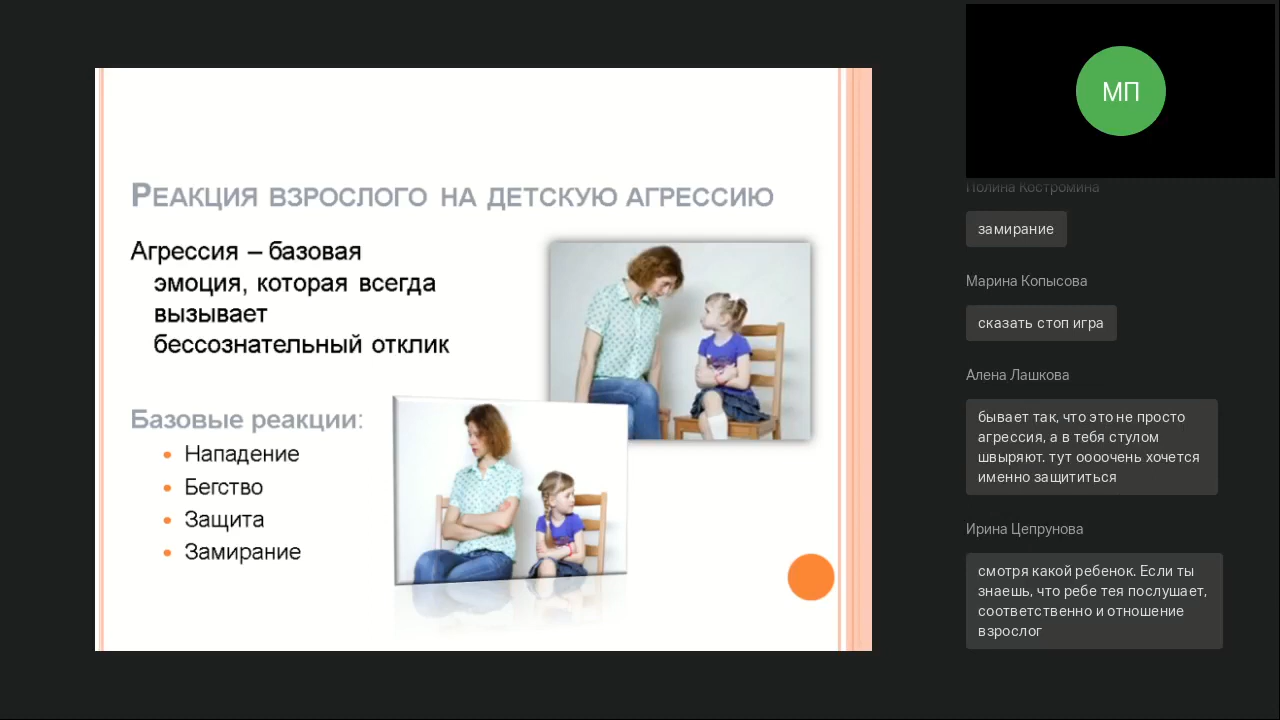 РЕАКЦИЯ ВЗРОСЛОГО НА ДЕТСКУЮ АГРЕССИЮ
Агрессия – базовая
эмоция, которая всегда
вызывает
бессознательный отклик
Базовые реакции:
Нападение
Бегство
Защита
Замирание
МП
Полина Костромина
замирание
Марина Копысова
сказать стоп игра
Алена Лашкова
бывает так, что это не просто
агрессия, а в тебя стулом
швыряют. тут оооочень хочется
именно защититься
Ирина Цепрунова
смотря какой ребенок. Если ты
знаешь, что ребе тея послушает,
соответственно и отношение
взрослог